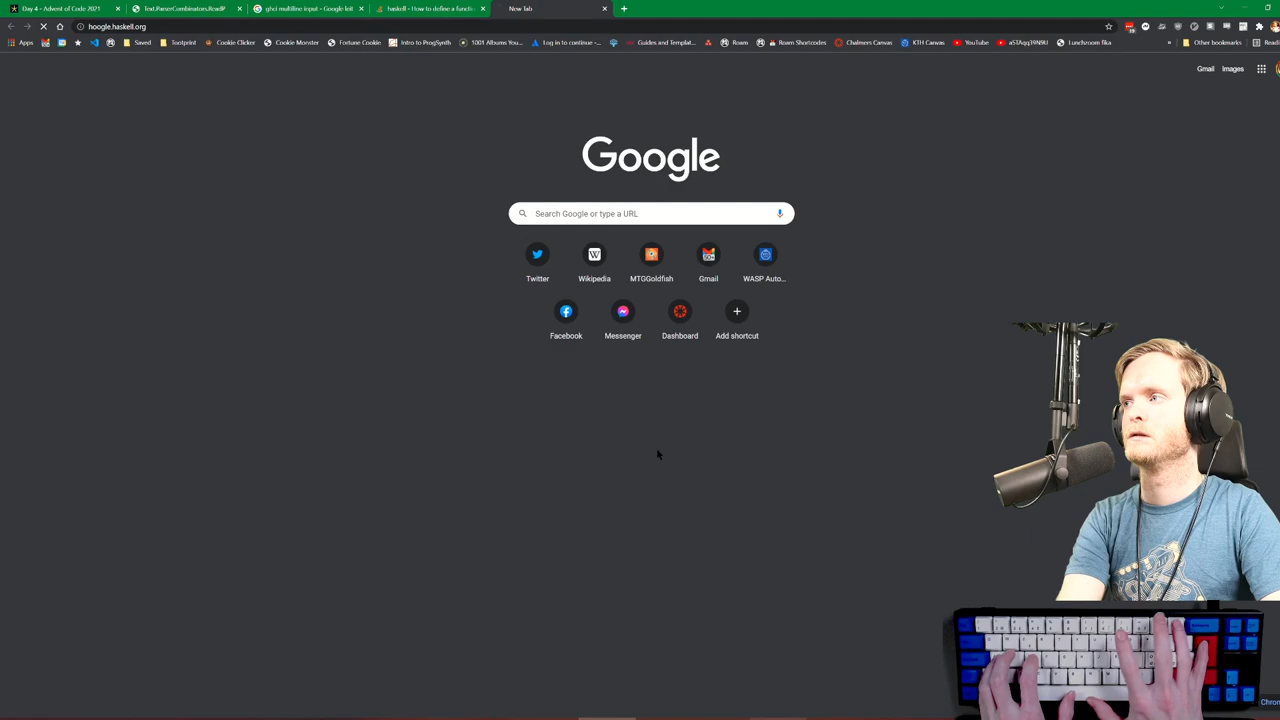 Day 4 - Advent of Code 2021
Text.ParserCombinators.ReadP
ghci multiline input - Google leit
haskell - How to define a functio
New Tab
hoogle.haskell.org
Apps
Saved
Tootprint
Cookie Clicker
Cookie Monster
Fortune Cookie
Intro to ProgSynth
1001 Albums You...
Log in to continue -...
Guides and Templat...
Roam
Roam Shortcodes
Chalmers Canvas
KTH Canvas
YouTube
Lunchroom fika
Other bookmarks
Gmail
Images
Google
Search Google or type a URL
Twitter
Wikipedia
MTGGoldfish
Gmail
WASP Auto...
Facebook
Messenger
Dashboard
Add shortcut